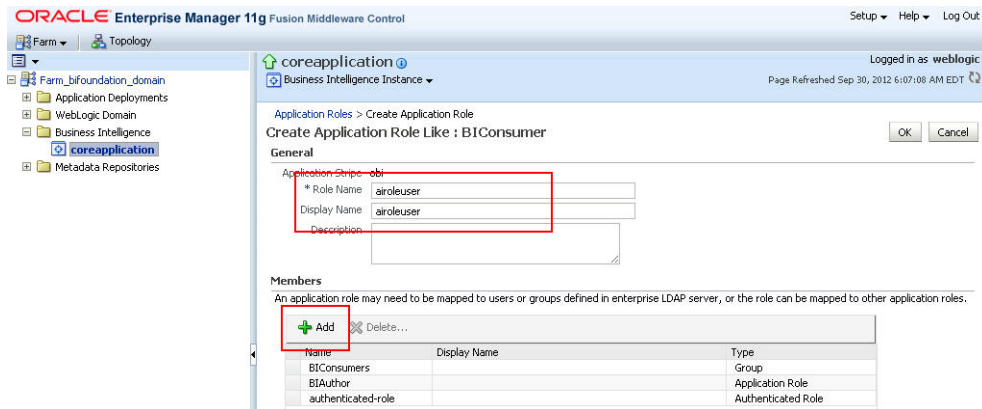 ORACLE Enterprise Manager 11g Fusion Middleware Control
Setup Help Log Out
Farm Topology
Farm_bifoundation_domain
Application Deployments
WebLogic Domain
Business Intelligence
coreapplication
Metadata Repositories
coreapplication
Logged in as weblogic
Business Intelligence Instance
Page Refreshed Sep 30, 2012 6:07:08 AM EDT
Application Roles > Create Application Role
Create Application Role Like : BIConsumer
OK Cancel
General
Application Stripe obi
* Role Name airoleuser
Display Name airoleuser
Description
Members
An application role may need to be mapped to users or groups defined in enterprise LDAP server, or the role can be mapped to other application roles.
Add Delete...
Name Display Name Type
BIConsumers Group
BIAuthor Application Role
authenticated-role Authenticated Role